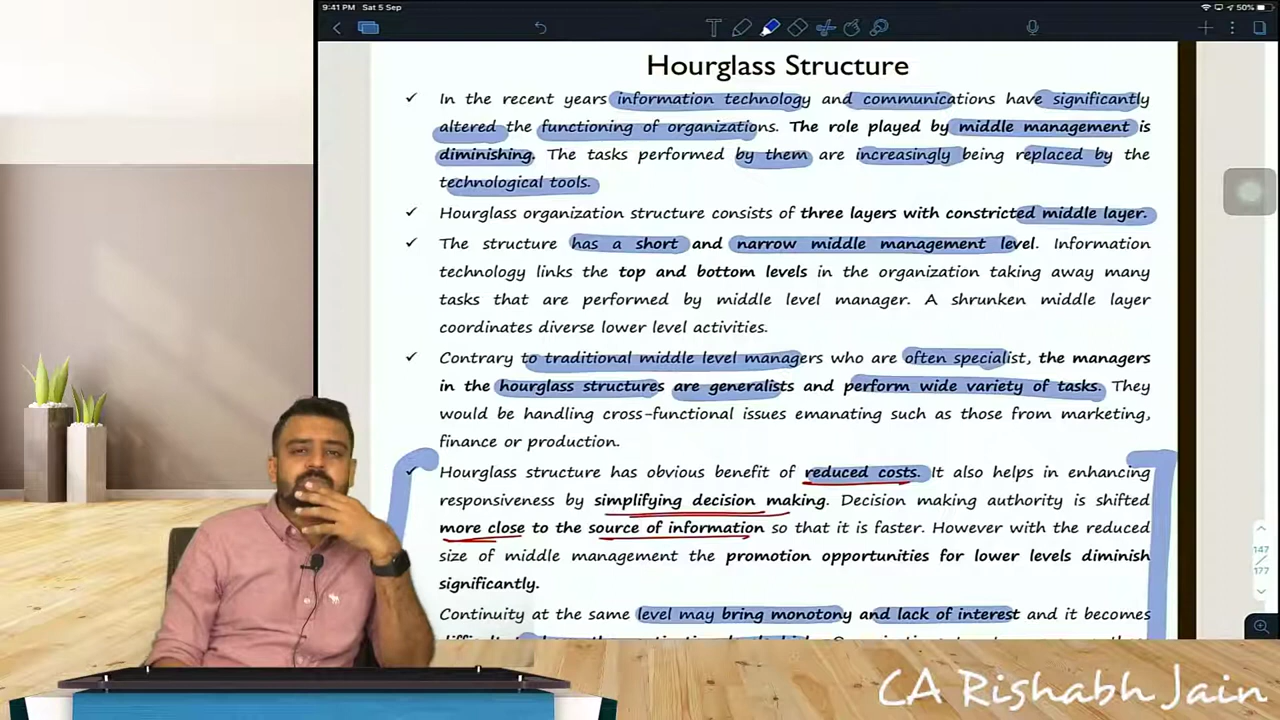 9:41 PM Sat 5 Sep
50%
Hourglass Structure
✓ In the recent years information technology and communications have significantly
altered the functioning of organizations. The role played by middle management is
diminishing. The tasks performed by them are increasingly being replaced by the
technological tools.
✓ Hourglass organization structure consists of three layers with constricted middle layer.
✓ The structure has a short and narrow middle management level. Information
technology links the top and bottom levels in the organization taking away many
tasks that are performed by middle level manager. A shrunken middle layer
coordinates diverse lower level activities.
✓ Contrary to traditional middle level managers who are often specialist, the managers
in the hourglass structures are generalists and perform wide variety of tasks. They
would be handling cross-functional issues emanating such as those from marketing,
finance or production.
✓ Hourglass structure has obvious benefit of reduced costs. It also helps in enhancing
responsiveness by simplifying decision making. Decision making authority is shifted
more close to the source of information so that it is faster. However with the reduced
size of middle management the promotion opportunities for lower levels diminish
significantly.
Continuity at the same level may bring monotony and lack of interest and it becomes
147
177
CA Rishabh Jain